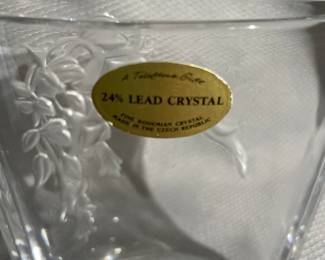 A Teleflora Gift
24% LEAD CRYSTAL
FINE BOHEMIAN CRYSTAL
MADE IN THE CZECH REPUBLIC